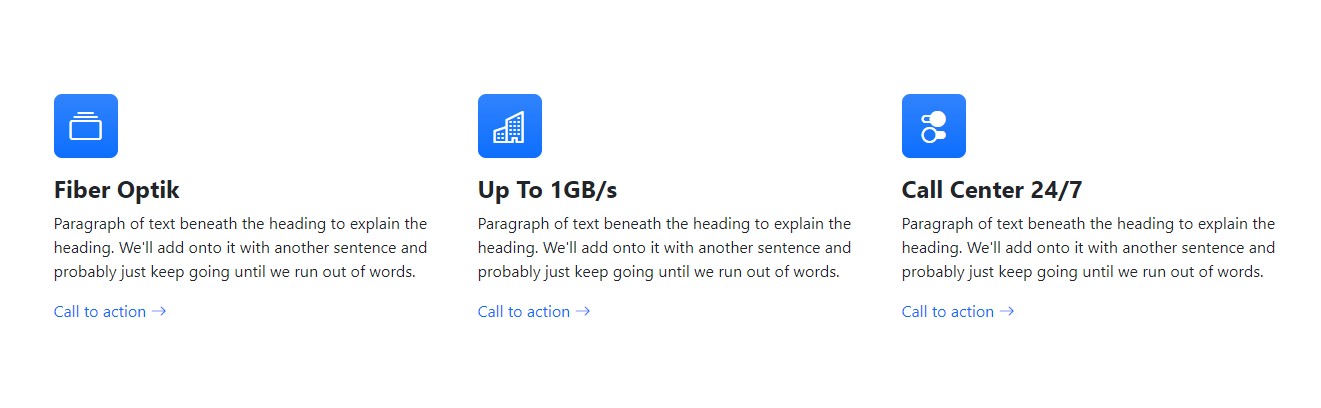 Fiber Optik
Paragraph of text beneath the heading to explain the
heading. We'll add onto it with another sentence and
probably just keep going until we run out of words.
Call to action →
Up To 1GB/s
Paragraph of text beneath the heading to explain the
heading. We'll add onto it with another sentence and
probably just keep going until we run out of words.
Call to action →
Call Center 24/7
Paragraph of text beneath the heading to explain the
heading. We'll add onto it with another sentence and
probably just keep going until we run out of words.
Call to action →